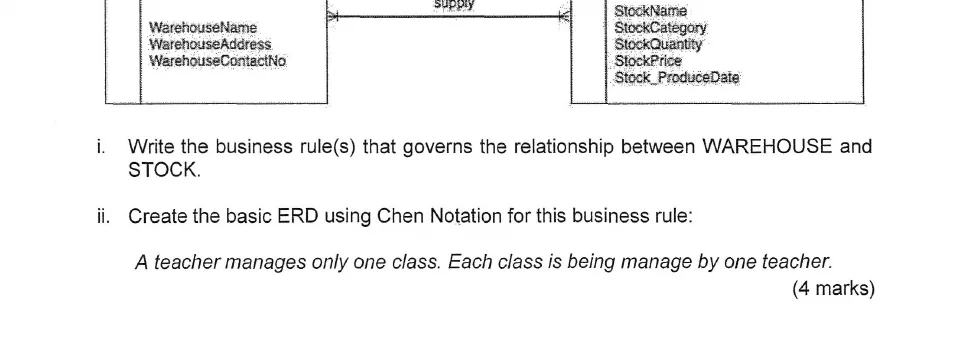 supply
StockName
WarehouseName
StockCategory
WarehouseAddress
StockQuantity
WarehouseContactNo
StockPrice
Stock_ProduceDate
i. Write the business rule(s) that governs the relationship between WAREHOUSE and
STOCK.
ii. Create the basic ERD using Chen Notation for this business rule:
A teacher manages only one class. Each class is being manage by one teacher.
(4 marks)